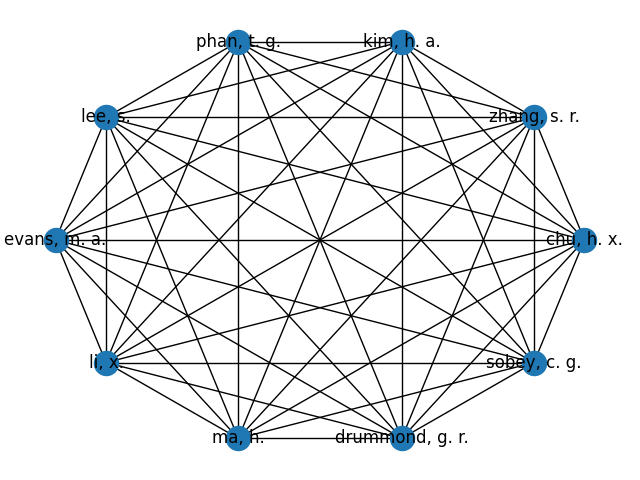 phan, t. g.
kim, h. a.
lee, s.
zhang, s. r.
evans, m. a.
chu, h. x.
li, x.
sobey, c. g.
ma, h.
drummond, g. r.